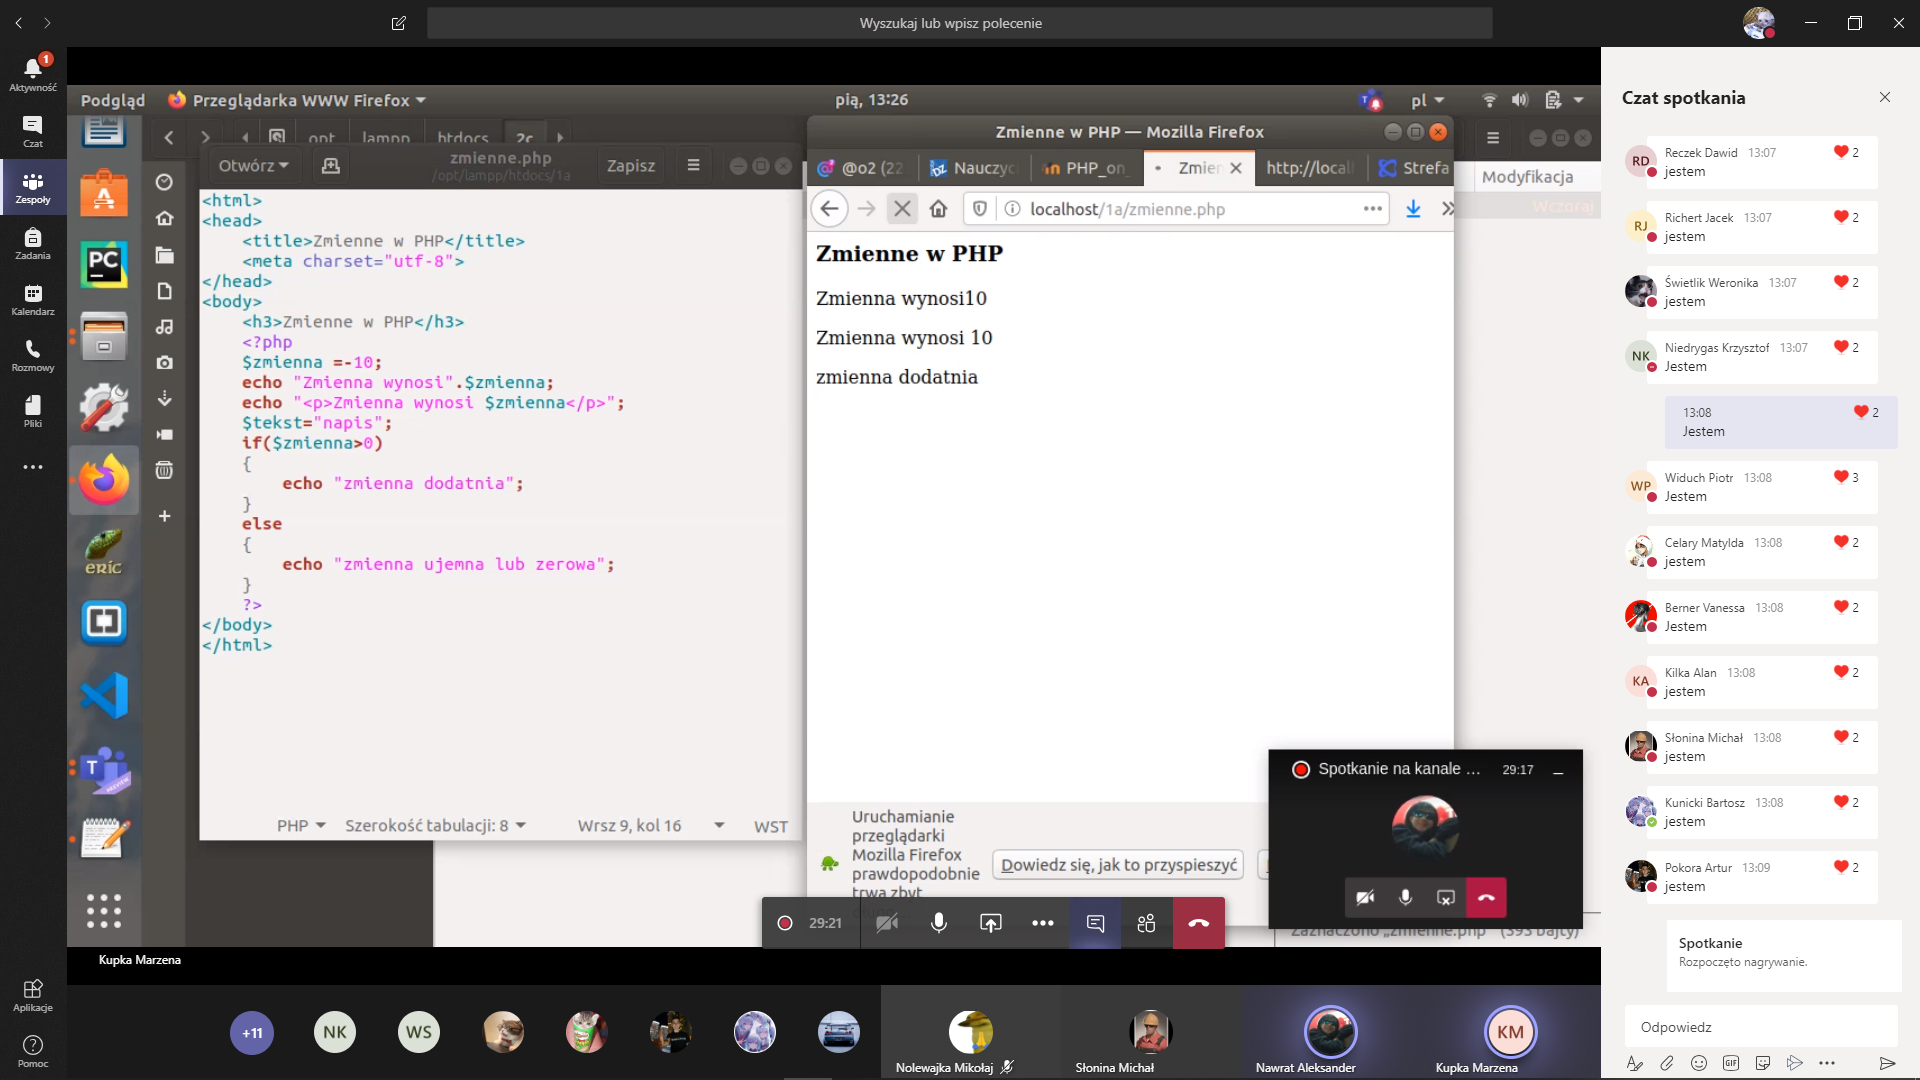 Wyszukaj lub wpisz polecenie
1
Aktywność
Czat
Zespoły
Zadania
Kalendarz
Rozmowy
Pliki
Aplikacje
Pomoc
Podgląd
Przeglądarka WWW Firefox
pią, 13:26
pl
opt
lampp
htdocs
2c
Otwórz
zmienne.php
/opt/lampp/htdocs/1a
Zapisz
<html>
<head>
<title>Zmienne w PHP</title>
<meta charset="utf-8">
</head>
<body>
<h3>Zmienne w PHP</h3>
<?php
$zmienna =-10;
echo "Zmienna wynosi".$zmienna;
echo "<p>Zmienna wynosi $zmienna</p>";
$tekst="napis";
if($zmienna>0)
{
echo "zmienna dodatnia";
}
else
{
echo "zmienna ujemna lub zerowa";
}
?>
</body>
</html>
PHP
Szerokość tabulacji: 8
Wrsz 9, kol 16
WST
PC
eric
T
Zmienne w PHP — Mozilla Firefox
@o2 (22
Nauczyc
PHP_on
Zmien
http://local
Strefa
localhost/1a/zmienne.php
Zmienne w PHP
Zmienna wynosi10
Zmienna wynosi 10
zmienna dodatnia
Uruchamianie
przeglądarki
Mozilla Firefox
prawdopodobnie
trwa zbyt
Dowiedz się, jak to przyspieszyć
Modyfikacja
Wczoraj
Spotkanie na kanale ...
29:17
29:21
Zaznaczono „zmienne.php” (393 bajty)
Kupka Marzena
+11
NK
WS
Nolewajka Mikołaj
Słonina Michał
Nawrat Aleksander
KM
Kupka Marzena
Czat spotkania
RD
Reczek Dawid 13:07
2
jestem
RJ
Richert Jacek 13:07
2
jestem
Świetlik Weronika 13:07
2
jestem
NK
Niedrygas Krzysztof 13:07
2
Jestem
13:08
2
Jestem
WP
Widuch Piotr 13:08
3
Jestem
Celary Matylda 13:08
2
jestem
Berner Vanessa 13:08
2
Jestem
KA
Kilka Alan 13:08
2
jestem
Słonina Michał 13:08
2
jestem
Kunicki Bartosz 13:08
2
jestem
Pokora Artur 13:09
2
jestem
Spotkanie
Rozpoczęto nagrywanie.
Odpowiedz
GIF